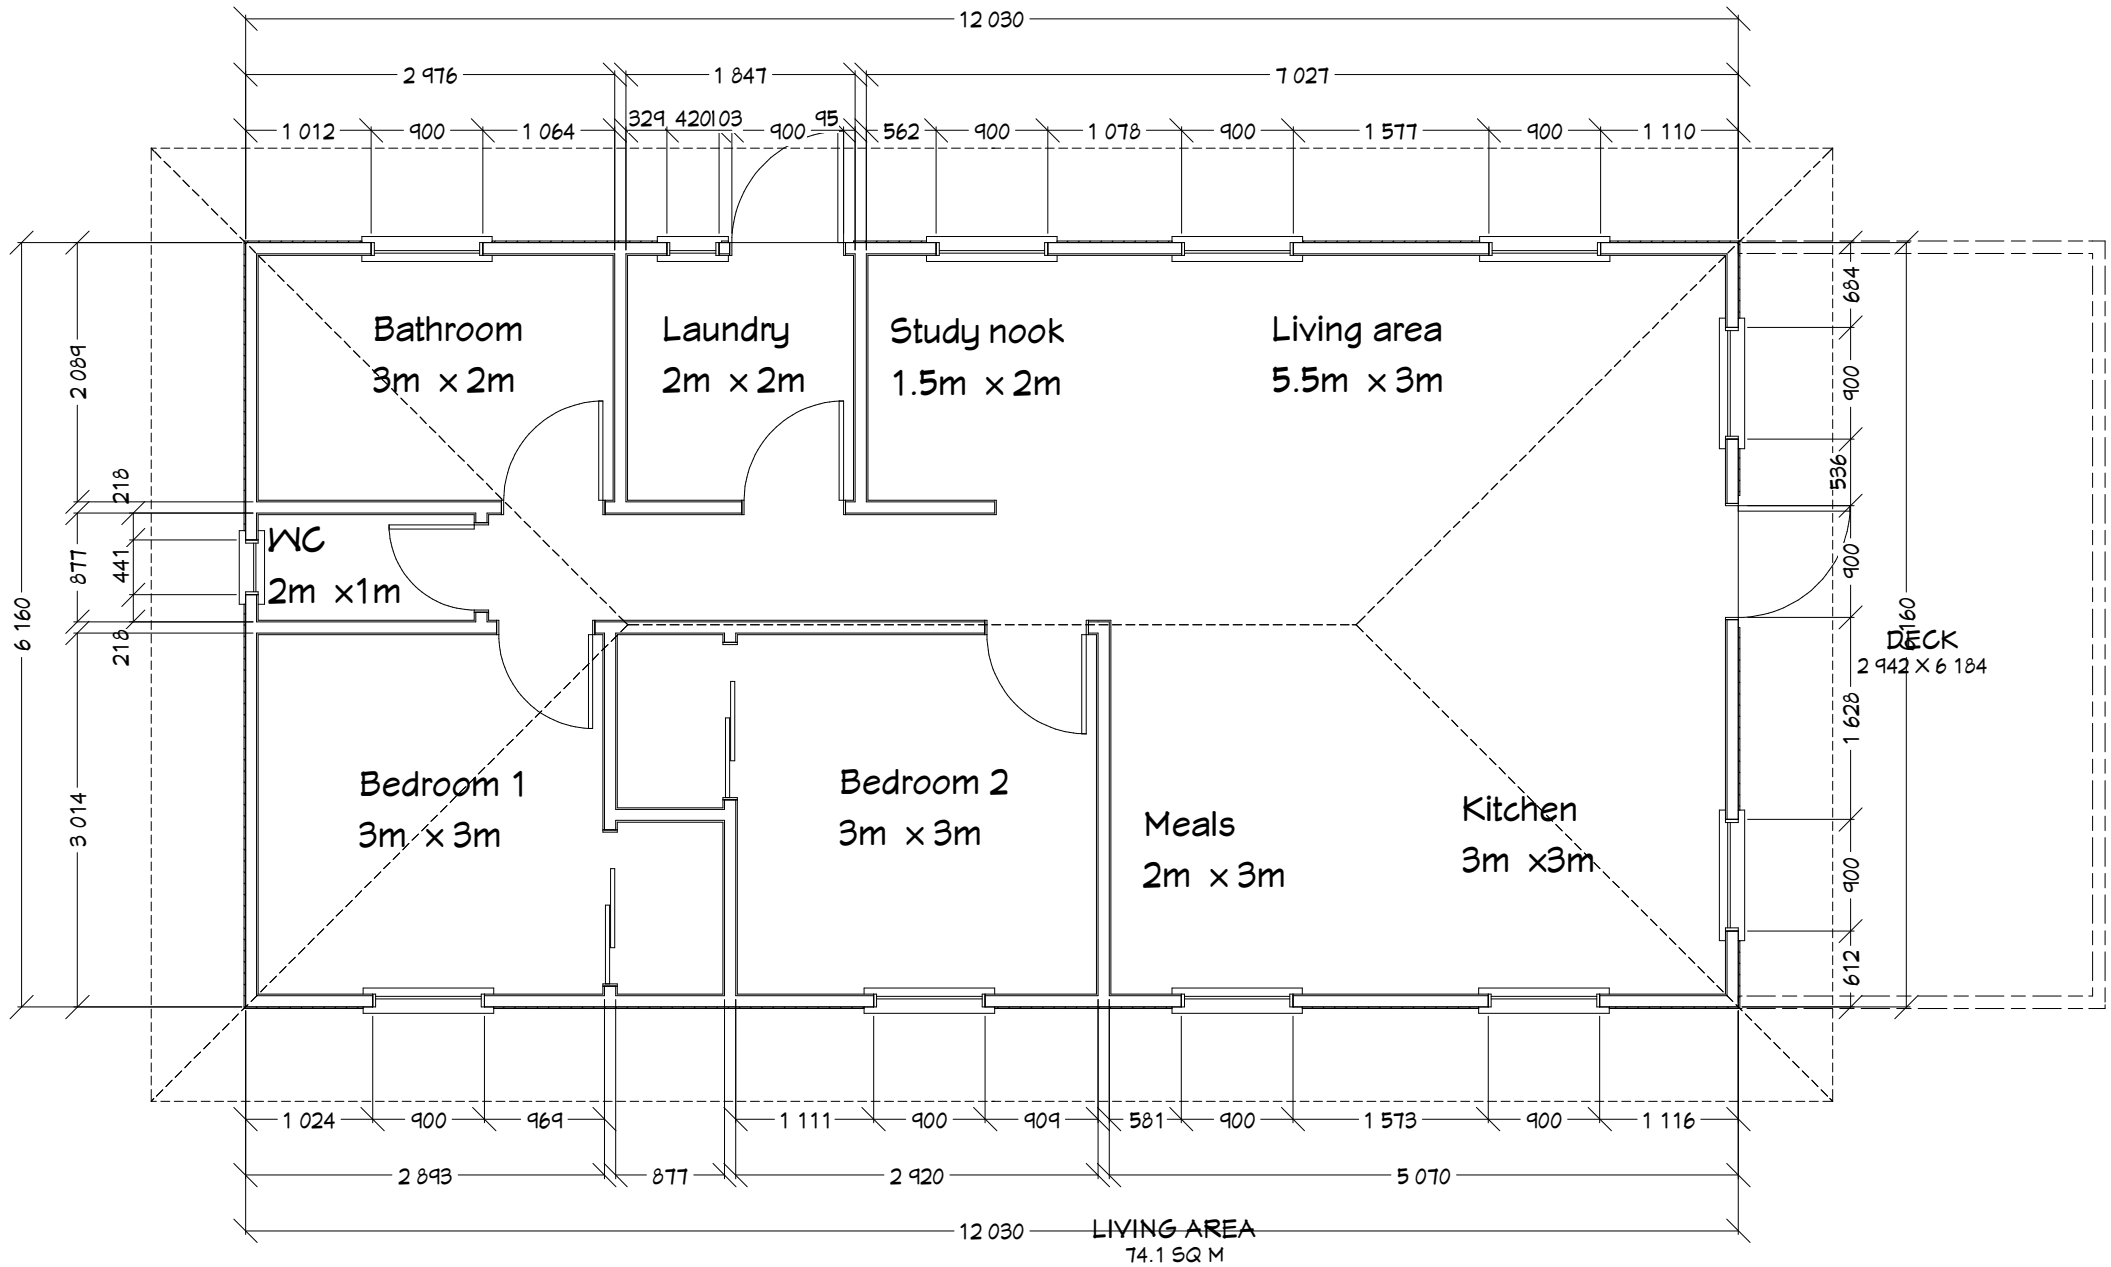 12 030
2 976 1 847 7 027
1 012 900 1 064 329 420 103 900 95 562 900 1 078 900 1 577 900 1 110
684
Bathroom
3m x 2m
Laundry
2m x 2m
Study nook
1.5m x 2m
Living area
5.5m x 3m
2 089
900
536
218
WC
2m x1m
877
441
218
6 160
900
6 160
DECK
2 942 X 6 184
1 628
Bedroom 1
3m x 3m
Bedroom 2
3m x 3m
Meals
2m x 3m
Kitchen
3m x3m
3 014
900
612
1 024 900 969 1 111 900 909 581 900 1 573 900 1 116
2 893 877 2 920 5 070
12 030
LIVING AREA
74.1 SQ M